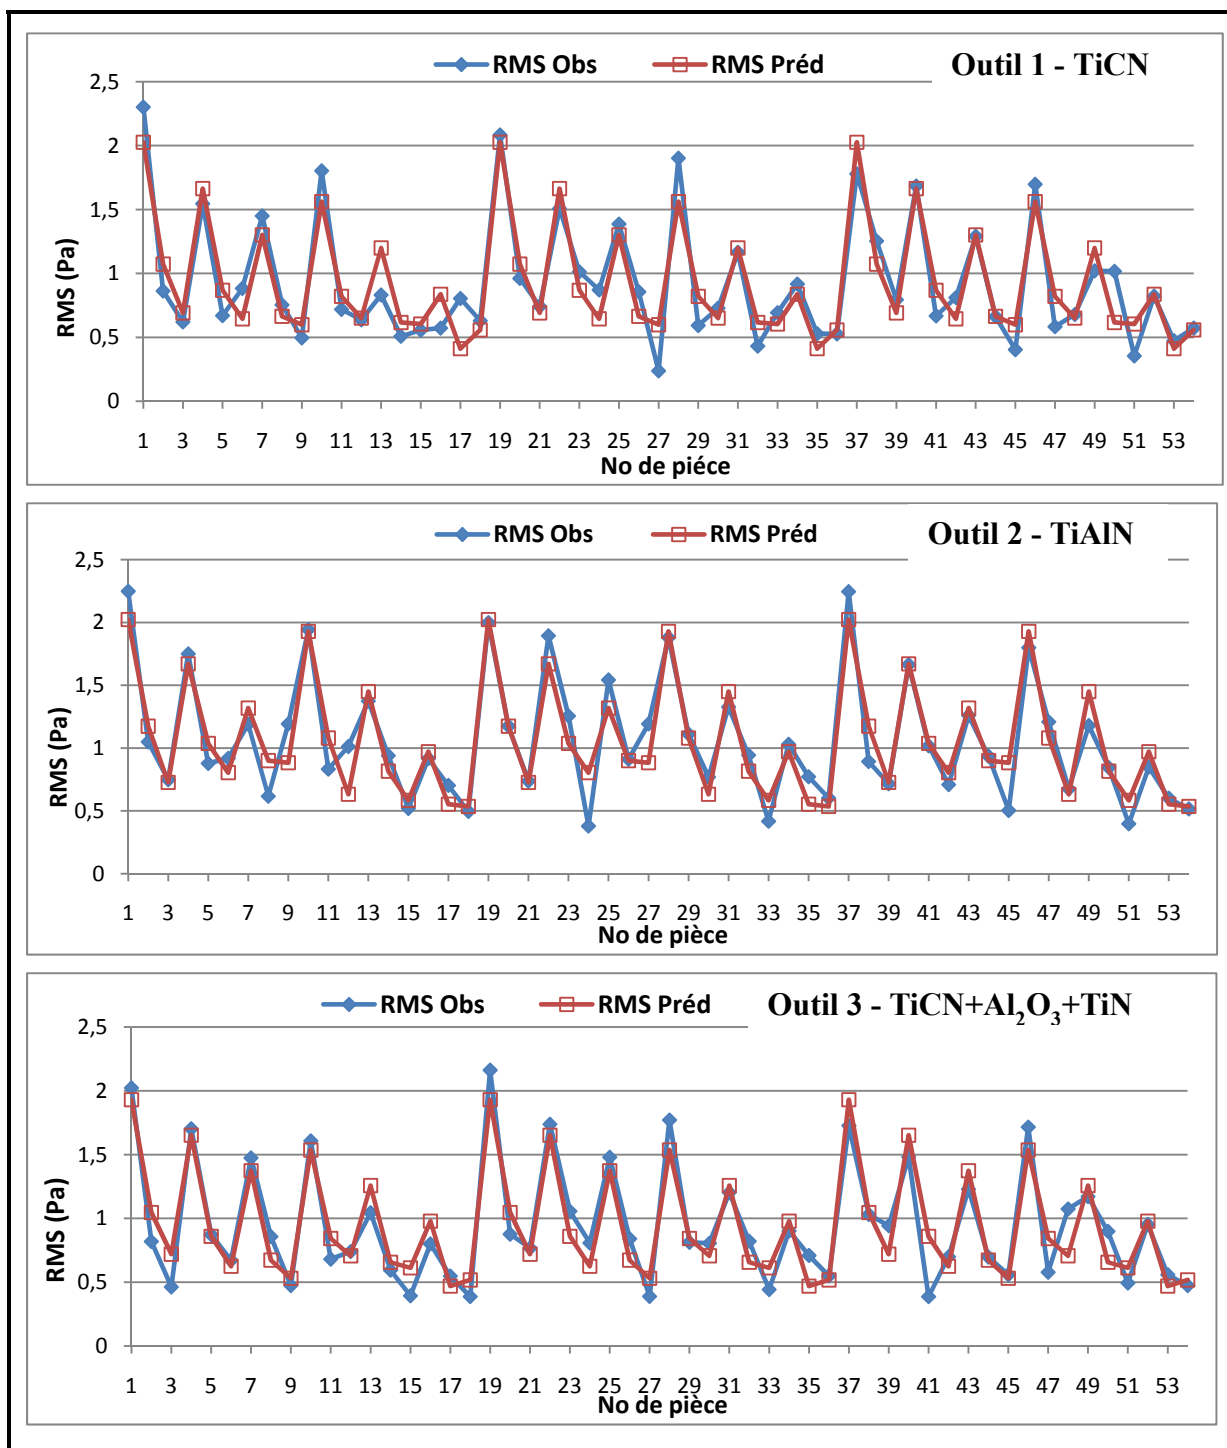 RMS Obs RMS Préd Outil 1 - TiCN
2,5
2
1,5
1
0,5
0
RMS (Pa)
1 3 5 7 9 11 13 15 17 19 21 23 25 27 29 31 33 35 37 39 41 43 45 47 49 51 53
No de piéce
RMS Obs RMS Préd Outil 2 - TiAlN
2,5
2
1,5
1
0,5
0
RMS (Pa)
1 3 5 7 9 11 13 15 17 19 21 23 25 27 29 31 33 35 37 39 41 43 45 47 49 51 53
No de pièce
RMS Obs RMS Préd Outil 3 - TiCN+Al₂O₃+TiN
2,5
2
1,5
1
0,5
0
RMS (Pa)
1 3 5 7 9 11 13 15 17 19 21 23 25 27 29 31 33 35 37 39 41 43 45 47 49 51 53
No de pièce